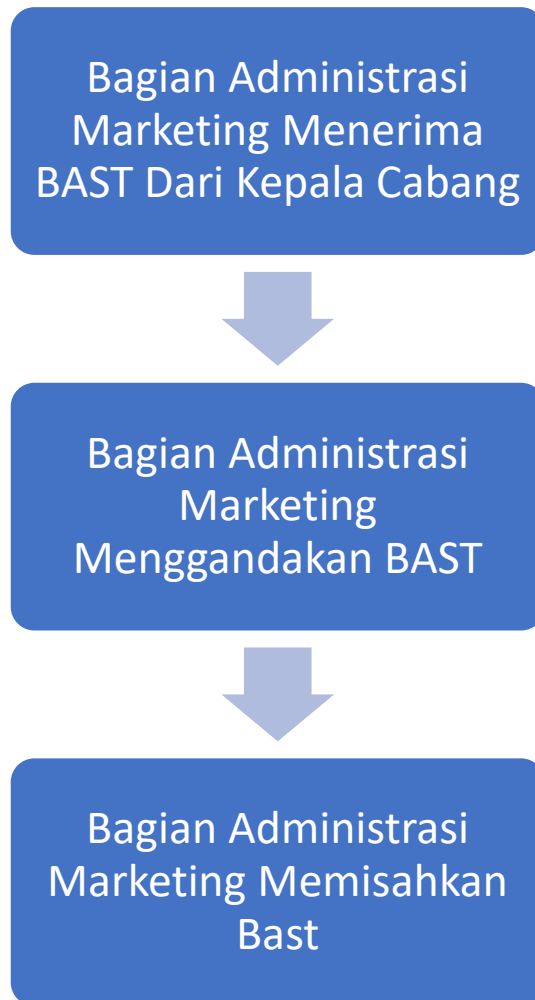 Bagian Administrasi
Marketing Menerima
BAST Dari Kepala Cabang
Bagian Administrasi
Marketing
Menggandakan BAST
Bagian Administrasi
Marketing Memisahkan
Bast